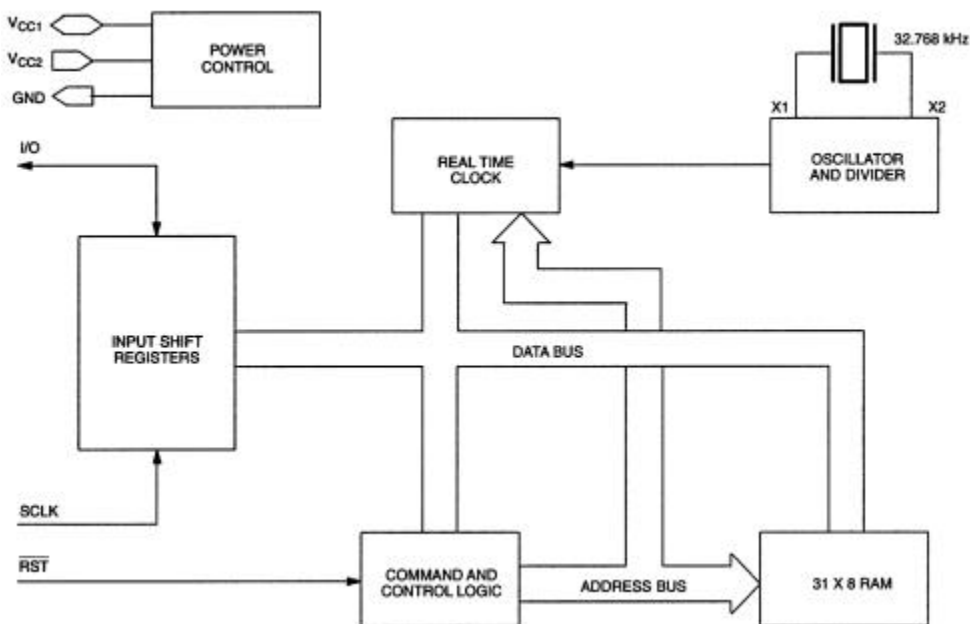 VCC1
VCC2
GND
POWER
CONTROL
32.768 kHz
X1
X2
I/O
REAL TIME
CLOCK
OSCILLATOR
AND DIVIDER
INPUT SHIFT
REGISTERS
DATA BUS
SCLK
RST
COMMAND AND
CONTROL LOGIC
ADDRESS BUS
31 X 8 RAM